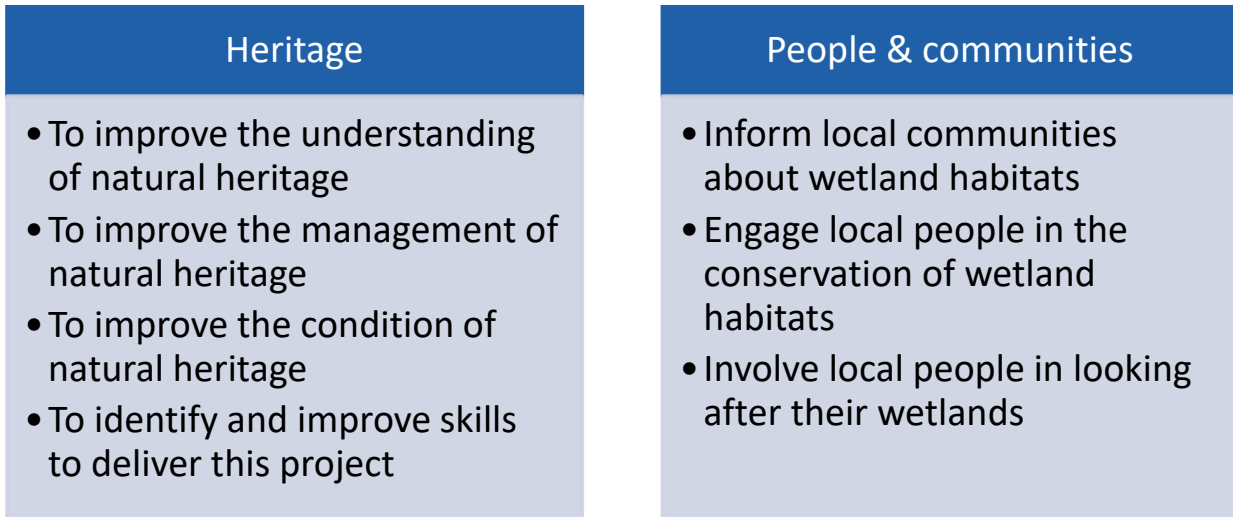 Heritage
•To improve the understanding
of natural heritage
•To improve the management of
natural heritage
•To improve the condition of
natural heritage
•To identify and improve skills
to deliver this project
People & communities
•Inform local communities
about wetland habitats
•Engage local people in the
conservation of wetland
habitats
•Involve local people in looking
after their wetlands